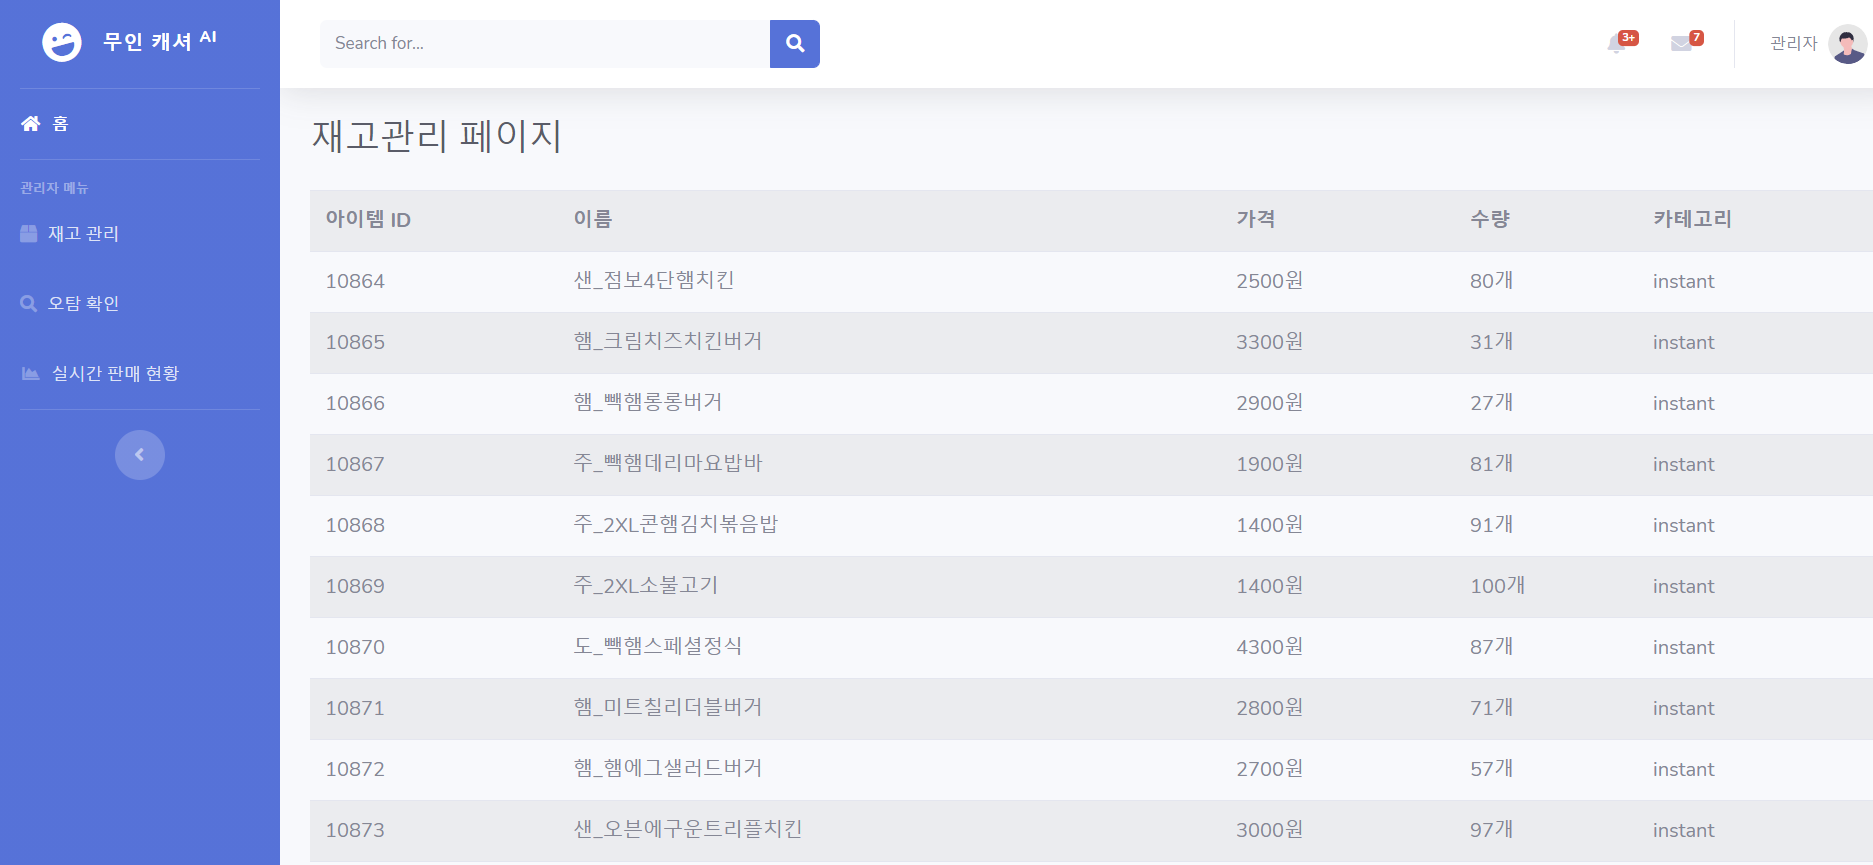 무인 캐셔 AI
Search for...
3+
7
관리자
홈
관리자 메뉴
재고 관리
오탐 확인
실시간 판매 현황
재고관리 페이지
아이템 ID 이름 가격 수량 카테고리
10864 샌_점보4단햄치킨 2500원 80개 instant
10865 햄_크림치즈치킨버거 3300원 31개 instant
10866 햄_빽햄롱롱버거 2900원 27개 instant
10867 주_빽햄데리마요밥바 1900원 81개 instant
10868 주_2XL콘햄김치볶음밥 1400원 91개 instant
10869 주_2XL소불고기 1400원 100개 instant
10870 도_빽햄스페셜정식 4300원 87개 instant
10871 햄_미트칠리더블버거 2800원 71개 instant
10872 햄_햄에그샐러드버거 2700원 57개 instant
10873 샌_오븐에구운트리플치킨 3000원 97개 instant